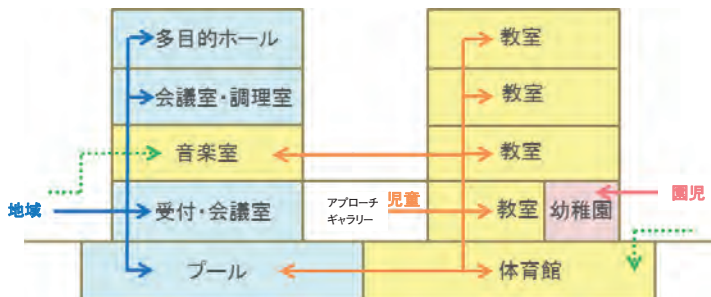 多目的ホール
教室
会議室・調理室
教室
音楽室
教室
地域
受付・会議室
アプローチ
ギャラリー
児童
教室
幼稚園
園児
プール
体育館